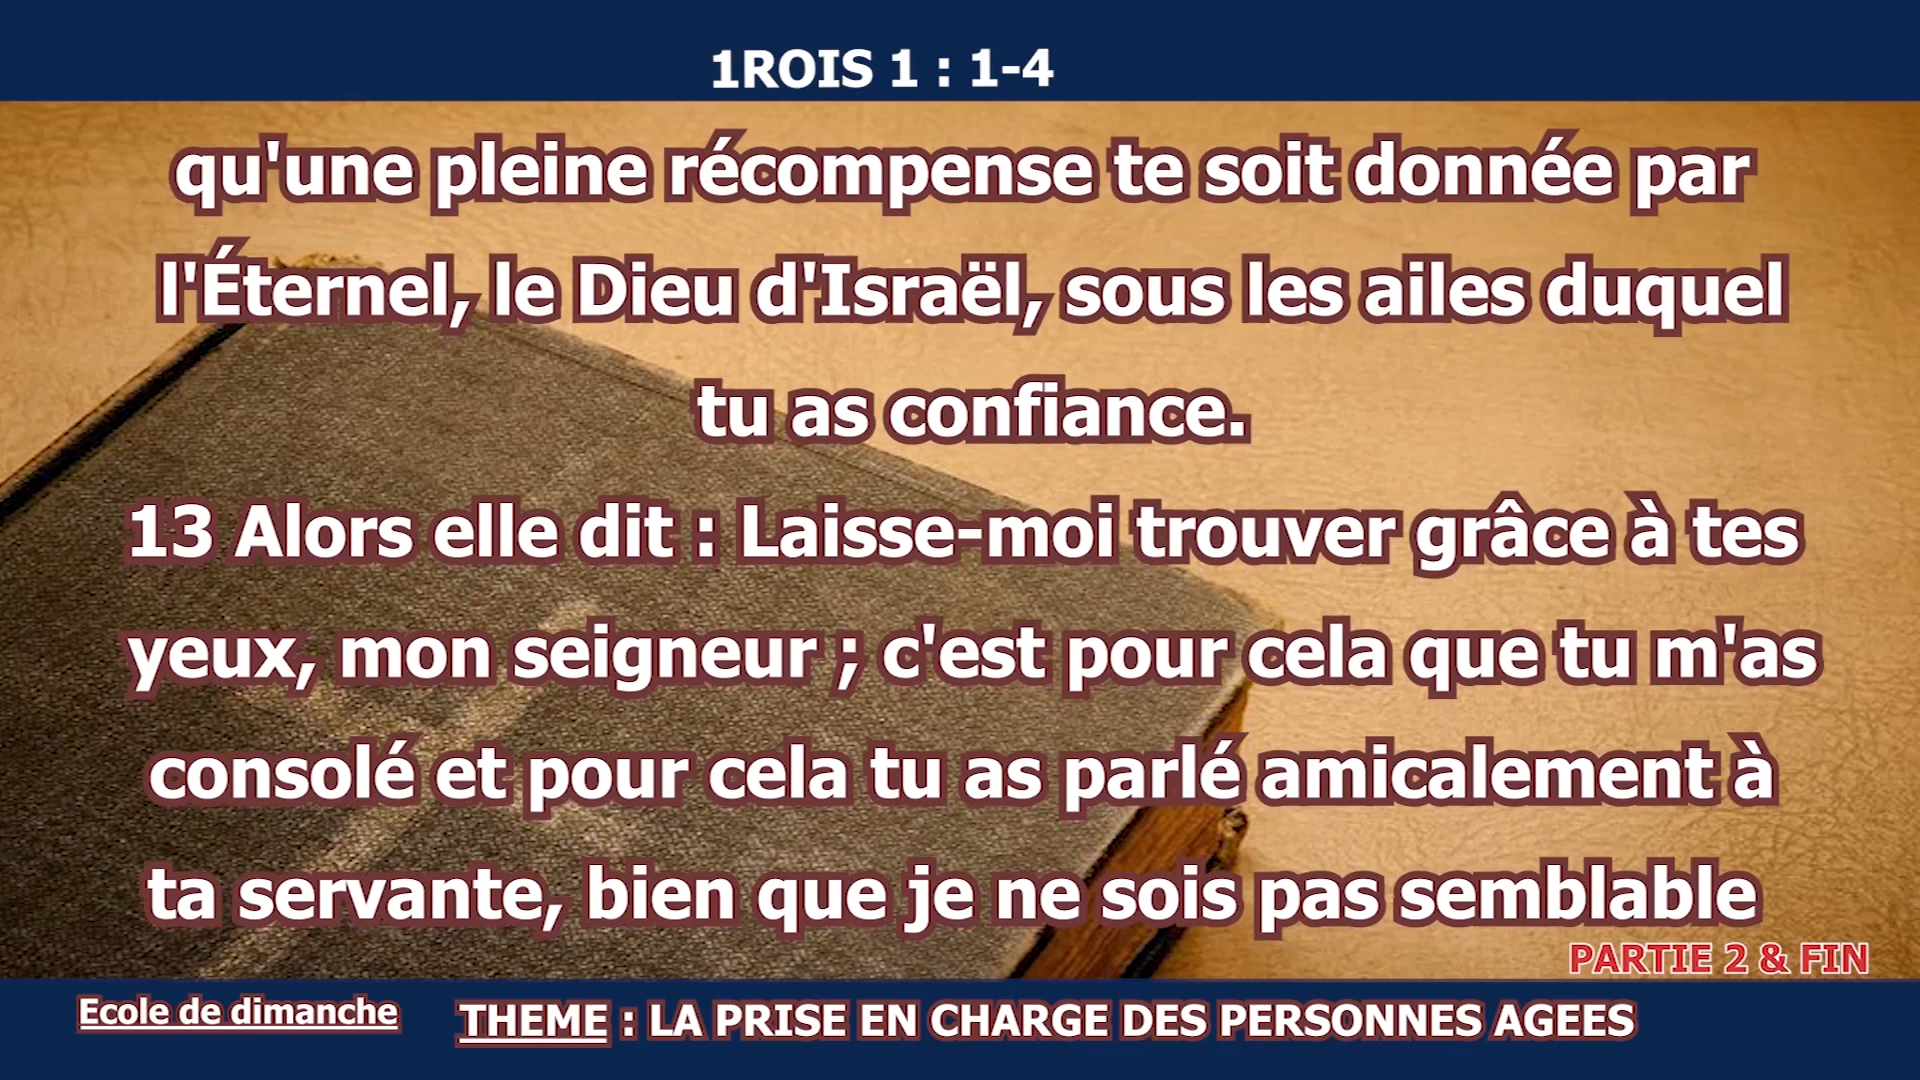 1ROIS 1 : 1-4
qu'une pleine récompense te soit donnée par
l'Éternel, le Dieu d'Israël, sous les ailes duquel
tu as confiance.
13 Alors elle dit : Laisse-moi trouver grâce à tes
yeux, mon seigneur ; c'est pour cela que tu m'as
consolé et pour cela tu as parlé amicalement à
ta servante, bien que je ne sois pas semblable
PARTIE 2 & FIN
Ecole de dimanche
THEME : LA PRISE EN CHARGE DES PERSONNES AGEES